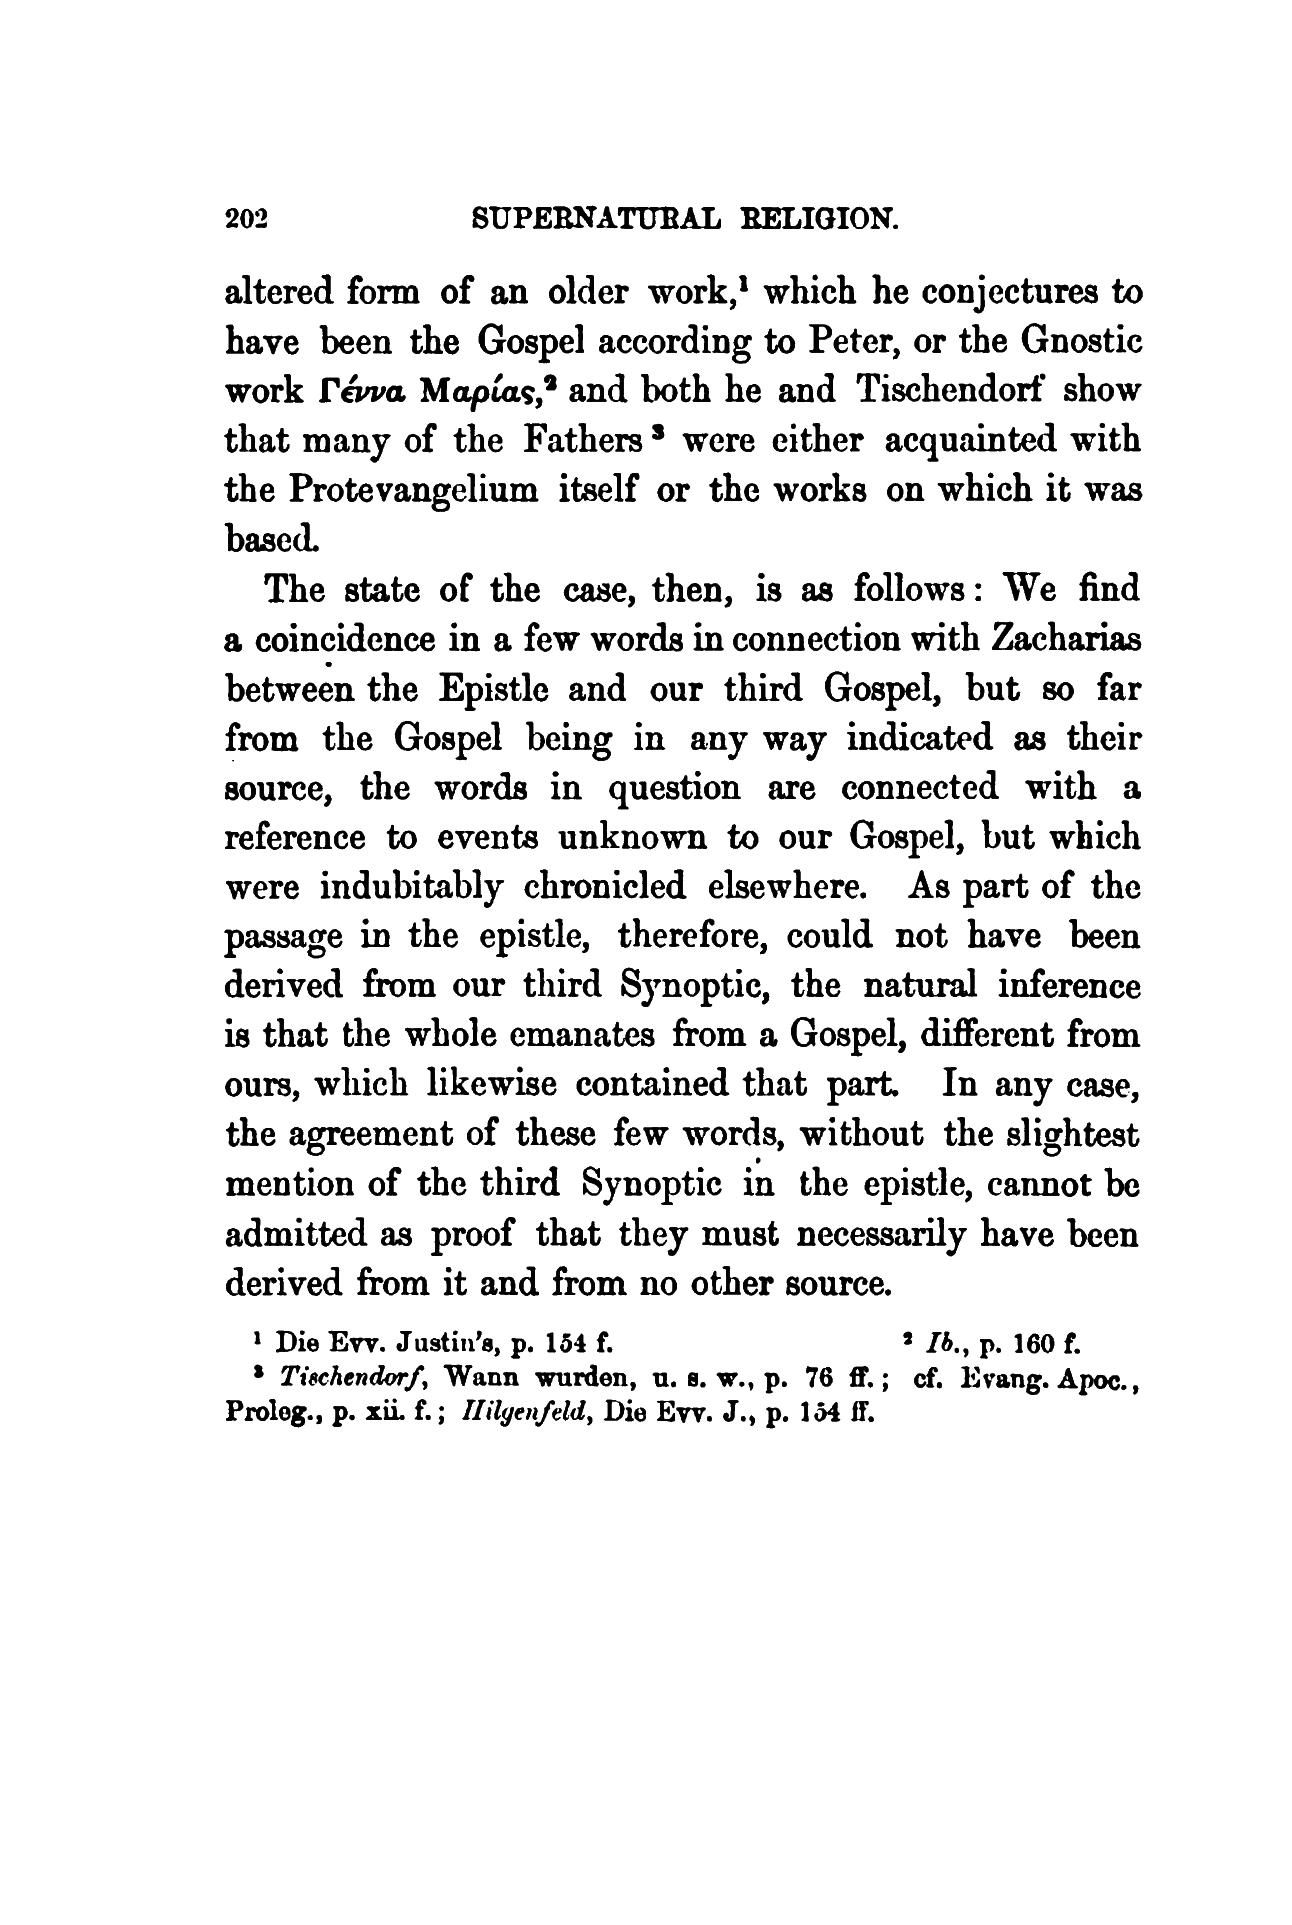 202 SUPERNATURAL RELIGION.
altered form of an older work,¹ which he conjectures to
have been the Gospel according to Peter, or the Gnostic
work Γέννα Μαρίας,² and both he and Tischendorf show
that many of the Fathers ³ were either acquainted with
the Protevangelium itself or the works on which it was
based.
The state of the case, then, is as follows: We find
a coincidence in a few words in connection with Zacharias
between the Epistle and our third Gospel, but so far
from the Gospel being in any way indicated as their
source, the words in question are connected with a
reference to events unknown to our Gospel, but which
were indubitably chronicled elsewhere. As part of the
passage in the epistle, therefore, could not have been
derived from our third Synoptic, the natural inference
is that the whole emanates from a Gospel, different from
ours, which likewise contained that part. In any case,
the agreement of these few words, without the slightest
mention of the third Synoptic in the epistle, cannot be
admitted as proof that they must necessarily have been
derived from it and from no other source.
¹ Die Evv. Justin's, p. 154 f. ² Ib., p. 160 f.
³ Tischendorf, Wann wurden, u. s. w., p. 76 ff.; cf. Evang. Apoc.,
Proleg., p. xii. f.; Hilgenfeld, Die Evv. J., p. 154 ff.